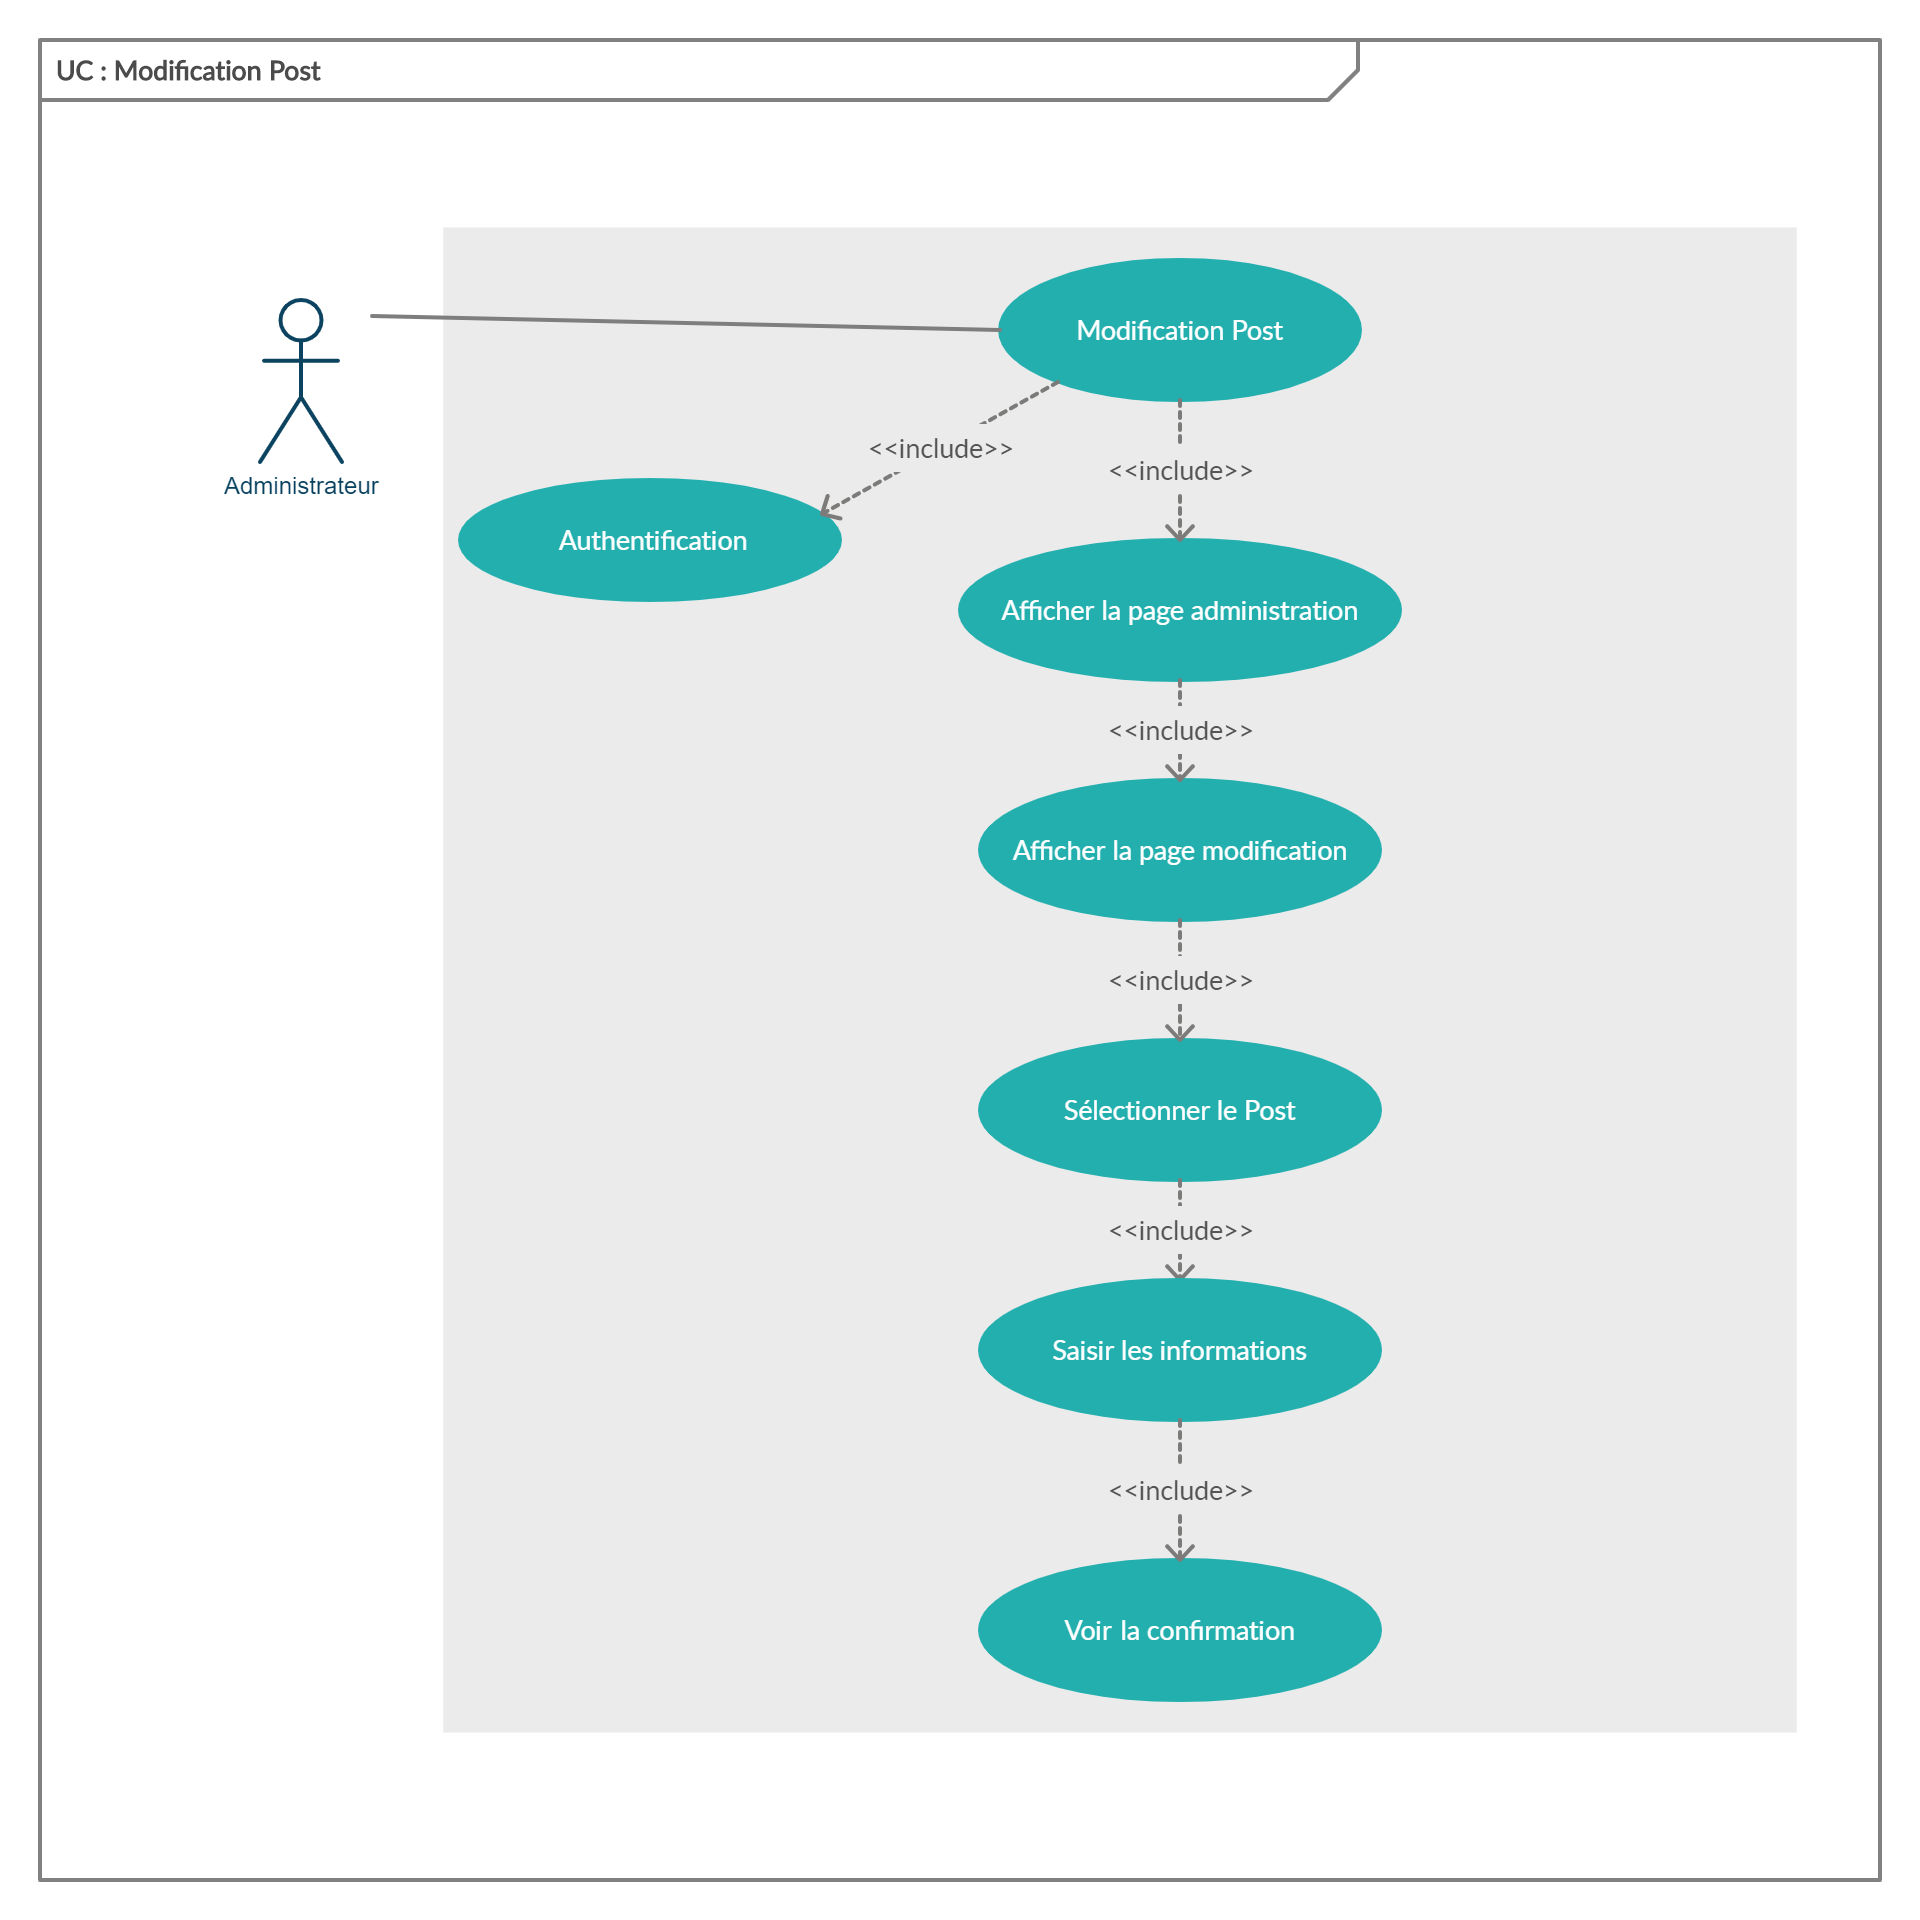 UC : Modification Post
Modification Post
Administrateur
<<include>>
<<include>>
Authentification
Afficher la page administration
<<include>>
Afficher la page modification
<<include>>
Sélectionner le Post
<<include>>
Saisir les informations
<<include>>
Voir la confirmation